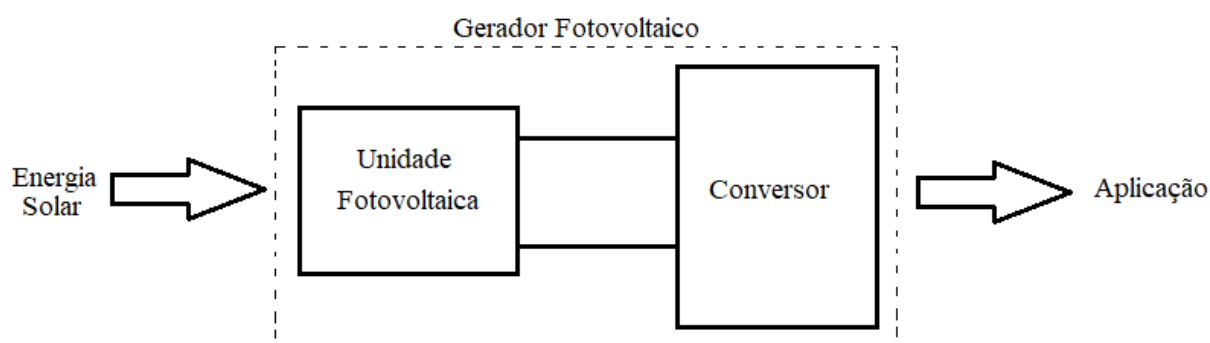 Gerador Fotovoltaico
Energia
Solar
Unidade
Fotovoltaica
Conversor
Aplicação